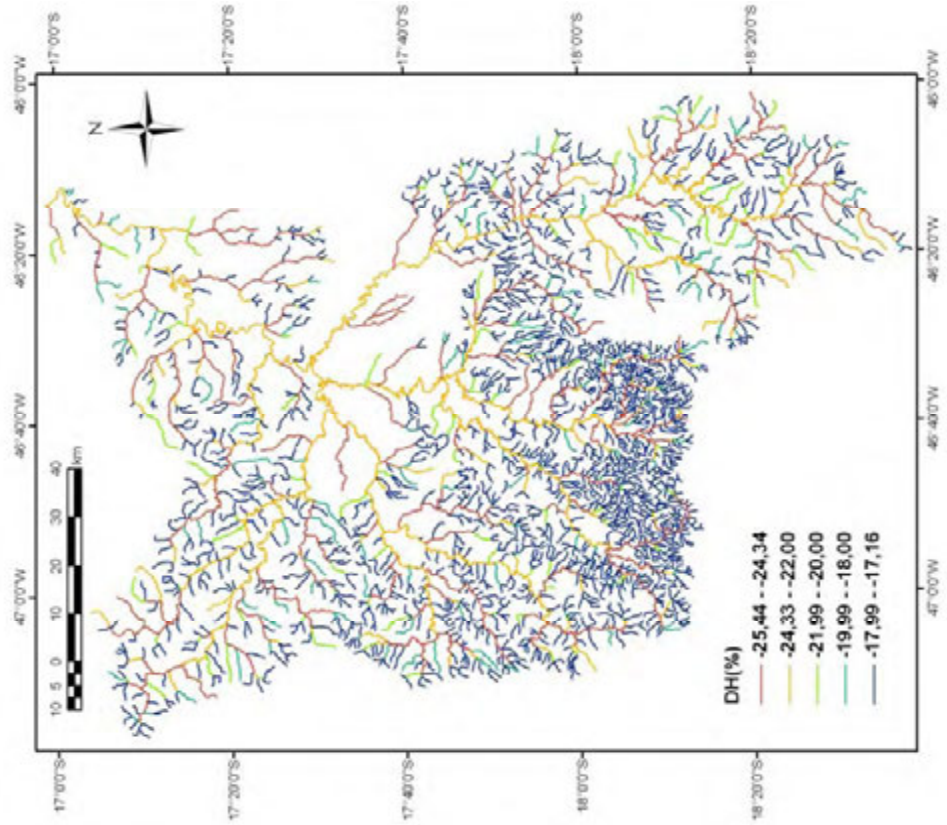 47°0'0"W 46°40'0"W 46°20'0"W 46°0'0"W
17°0'0"S 17°0'0"S
10 5 0 10 20 30 40
km
N
17°20'0"S 17°20'0"S
17°40'0"S 17°40'0"S
18°0'0"S 18°0'0"S
DH(%)
-25,44 - -24,34
-24,33 - -22,00
-21,99 - -20,00
-19,99 - -18,00
-17,99 - -17,16
18°20'0"S 18°20'0"S
47°0'0"W 46°40'0"W 46°20'0"W 46°0'0"W